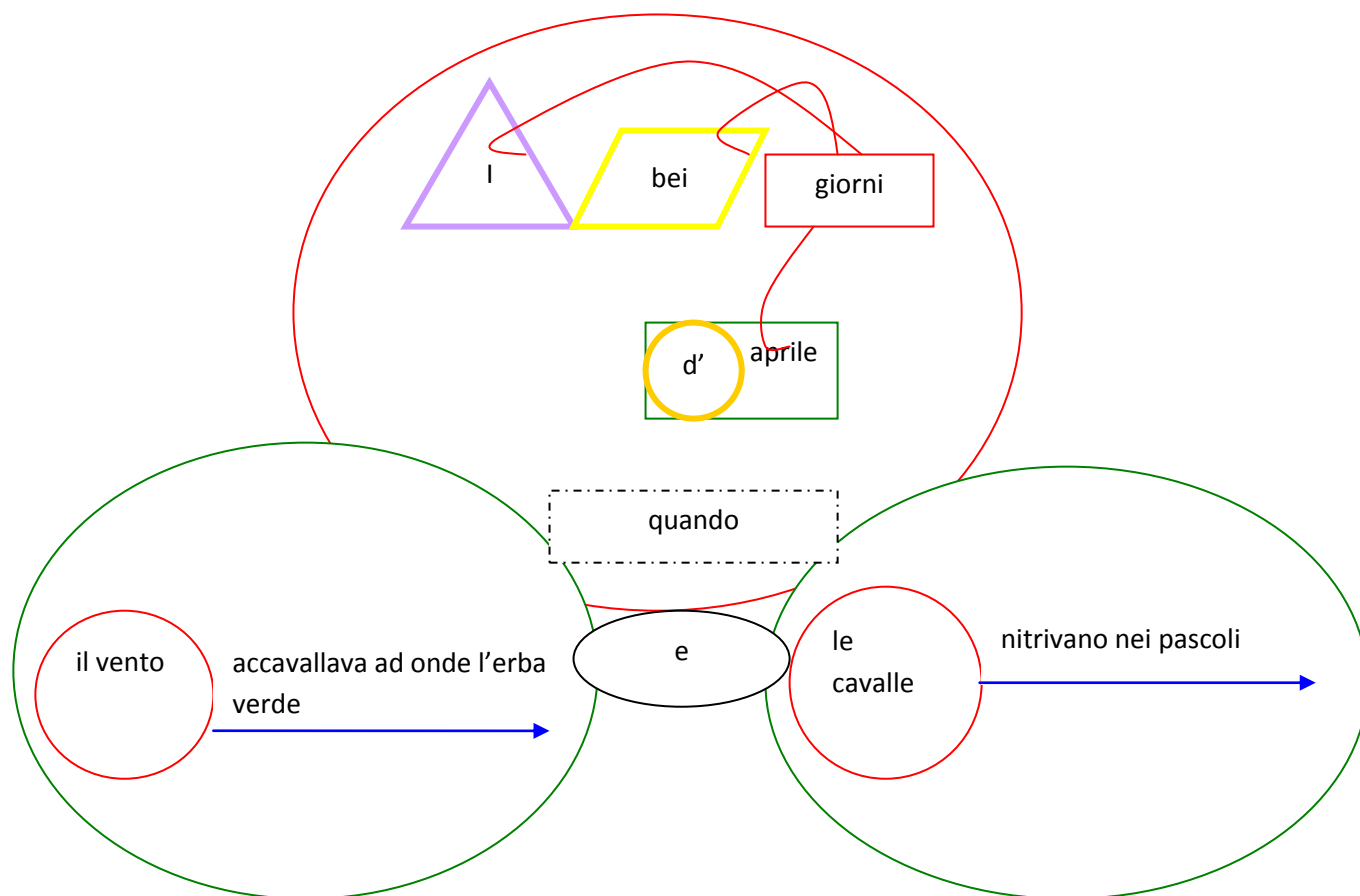 I bei giorni
d' aprile
quando
il vento
accavallava ad onde l'erba
verde
e
le
cavalle
nitrivano nei pascoli